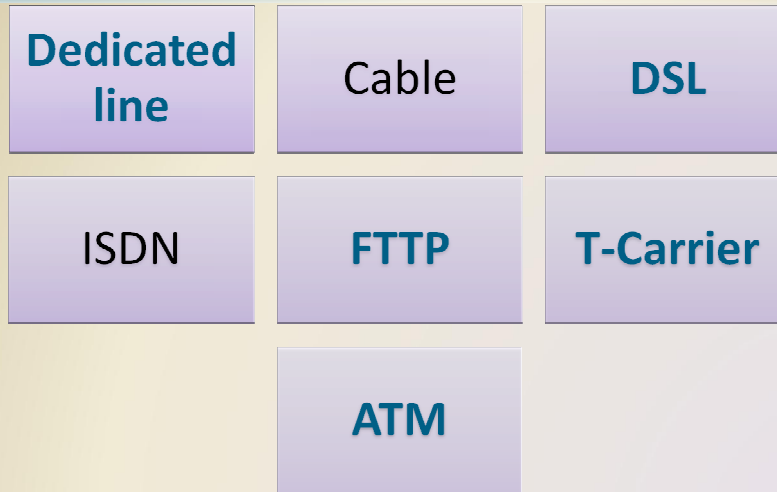 Dedicated
line
Cable
DSL
ISDN
FTTP
T-Carrier
ATM